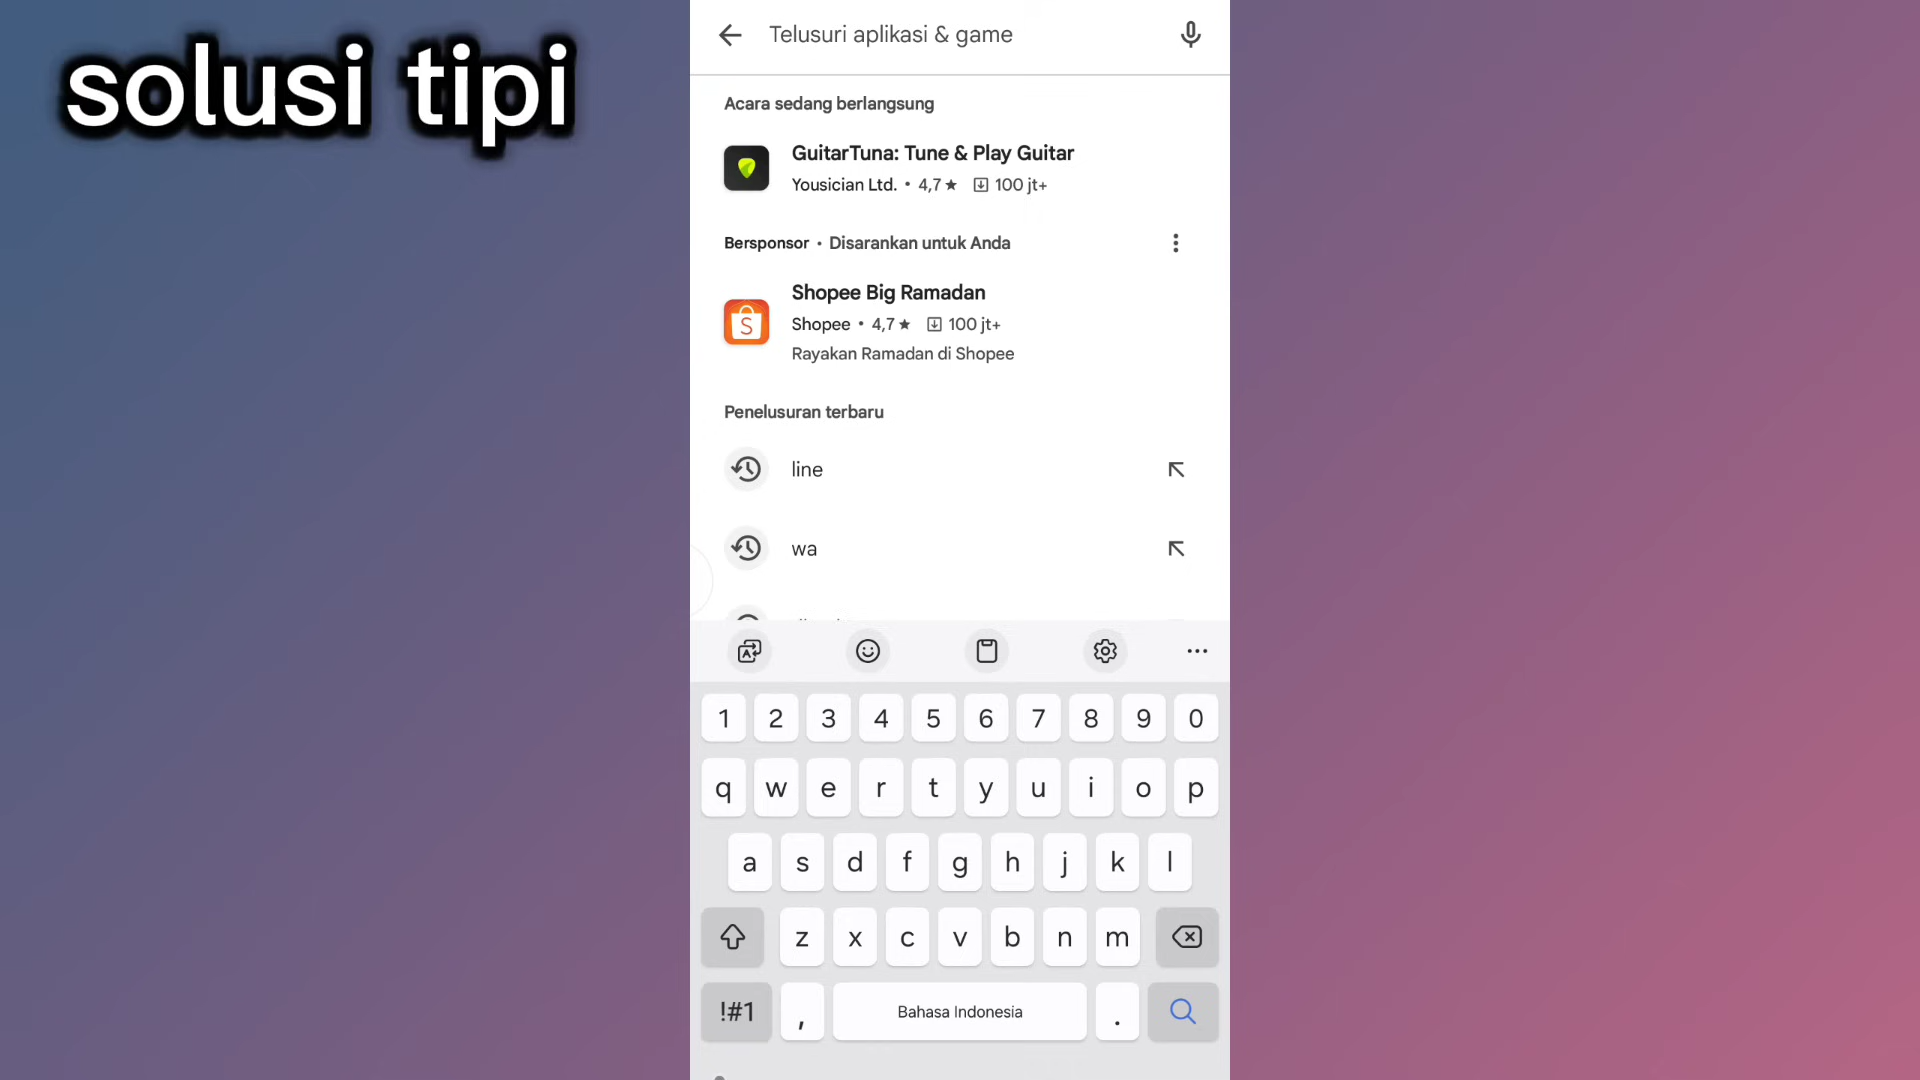 solusi tipi
Telusuri aplikasi & game
Acara sedang berlangsung
GuitarTuna: Tune & Play Guitar
Yousician Ltd. • 4,7★ 100 jt+
Bersponsor • Disarankan untuk Anda
Shopee Big Ramadan
S
Shopee • 4,7★ 100 jt+
Rayakan Ramadan di Shopee
Penelusuran terbaru
line
wa
1 2 3 4 5 6 7 8 9 0
q w e r t y u i o p
a s d f g h j k l
z x c v b n m
!#1 , Bahasa Indonesia .